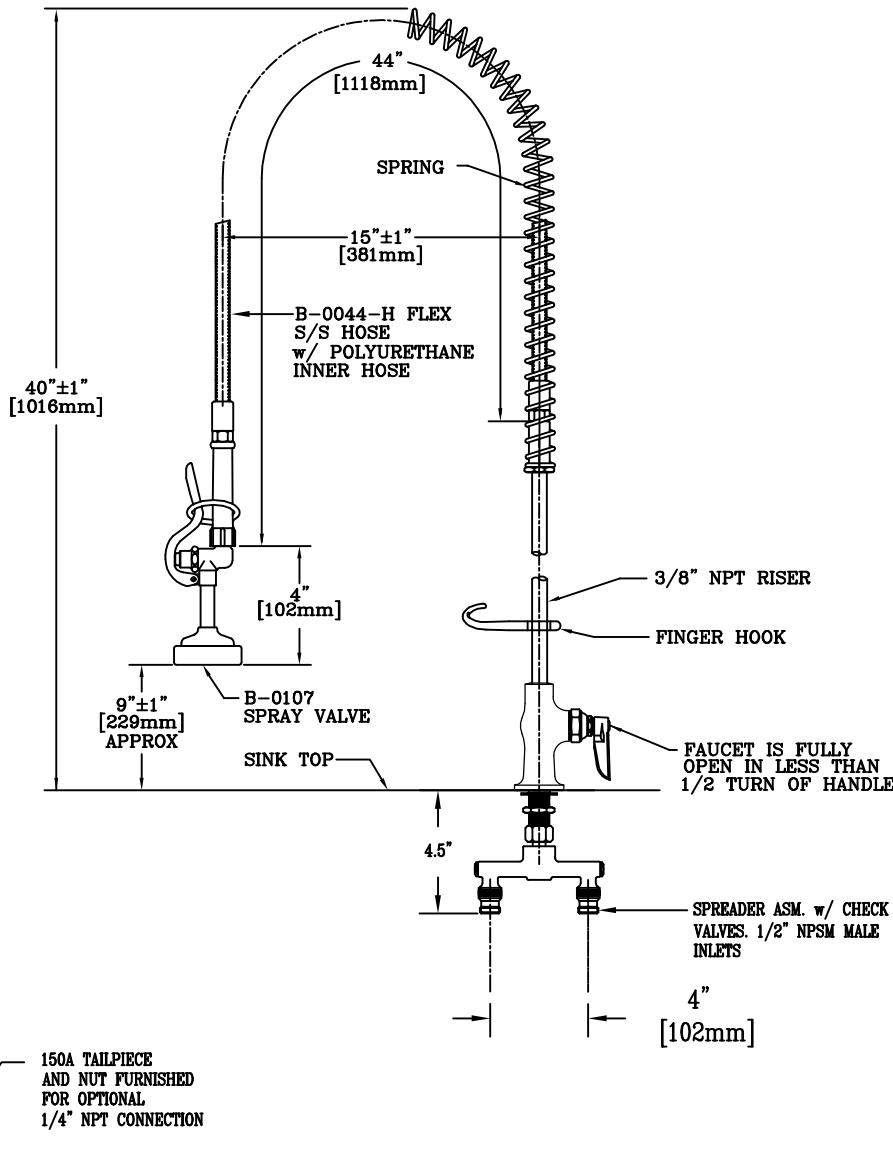 44"
[1118mm]
SPRING
15"±1"
[381mm]
B-0044-H FLEX
S/S HOSE
w/ POLYURETHANE
INNER HOSE
40"±1"
[1016mm]
4"
[102mm]
3/8" NPT RISER
FINGER HOOK
9"±1"
[229mm]
APPROX
B-0107
SPRAY VALVE
SINK TOP
FAUCET IS FULLY
OPEN IN LESS THAN
1/2 TURN OF HANDLE
4.5"
SPREADER ASM. w/ CHECK
VALVES. 1/2" NPSM MALE
INLETS
4"
[102mm]
150A TAILPIECE
AND NUT FURNISHED
FOR OPTIONAL
1/4" NPT CONNECTION